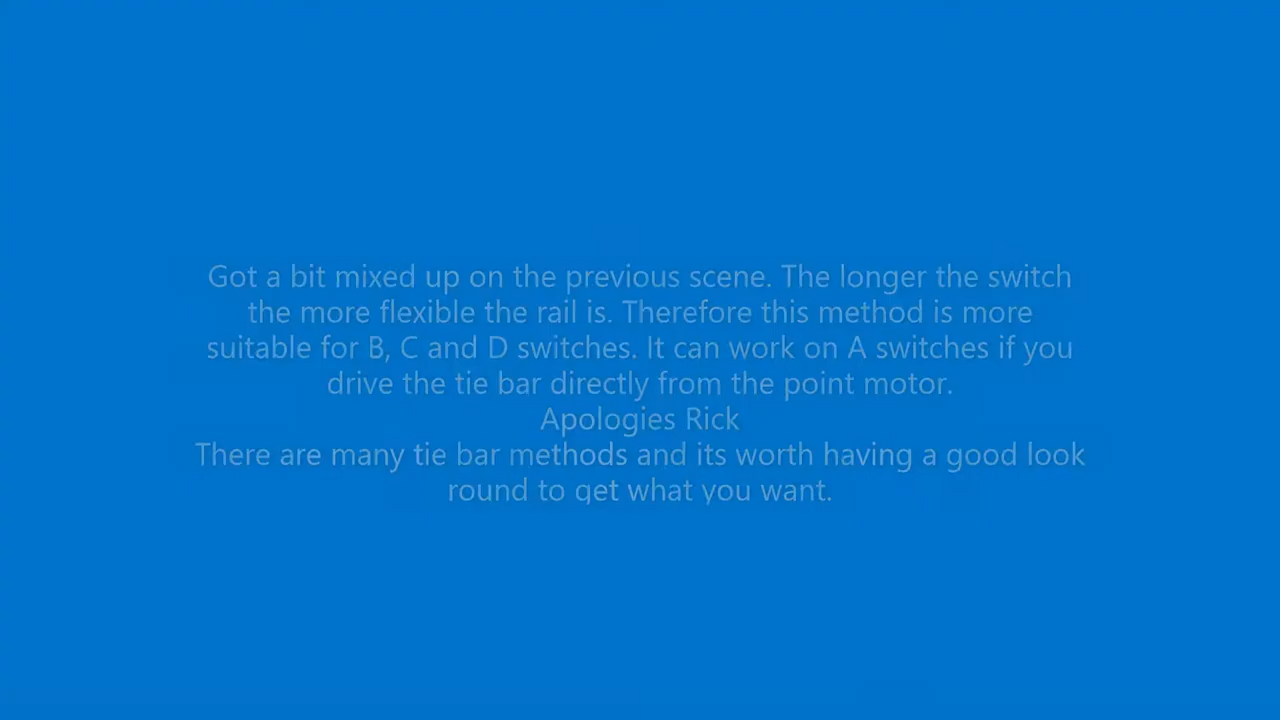 Got a bit mixed up on the previous scene. The longer the switch
the more flexible the rail is. Therefore this method is more
suitable for B, C and D switches. It can work on A switches if you
drive the tie bar directly from the point motor.
Apologies Rick
There are many tie bar methods and its worth having a good look
round to get what you want.